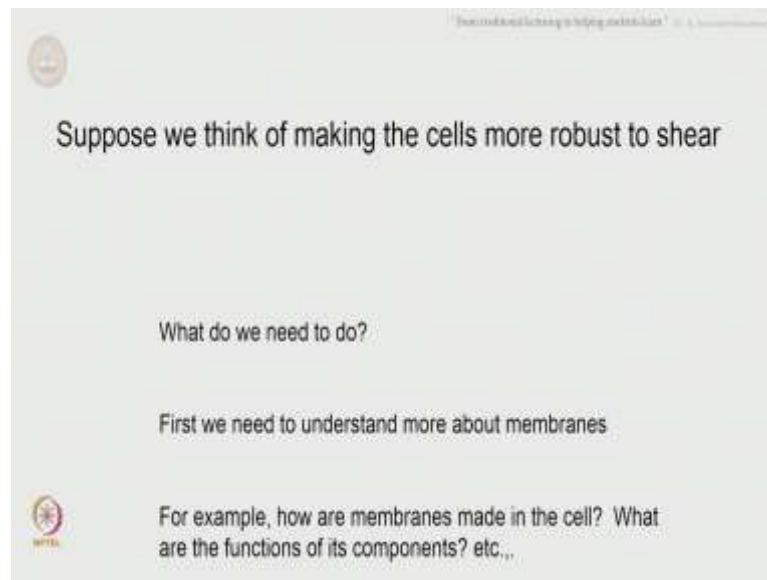 Suppose we think of making the cells more robust to shear
What do we need to do?
First we need to understand more about membranes
For example, how are membranes made in the cell? What
are the functions of its components? etc.,.
NPTEL